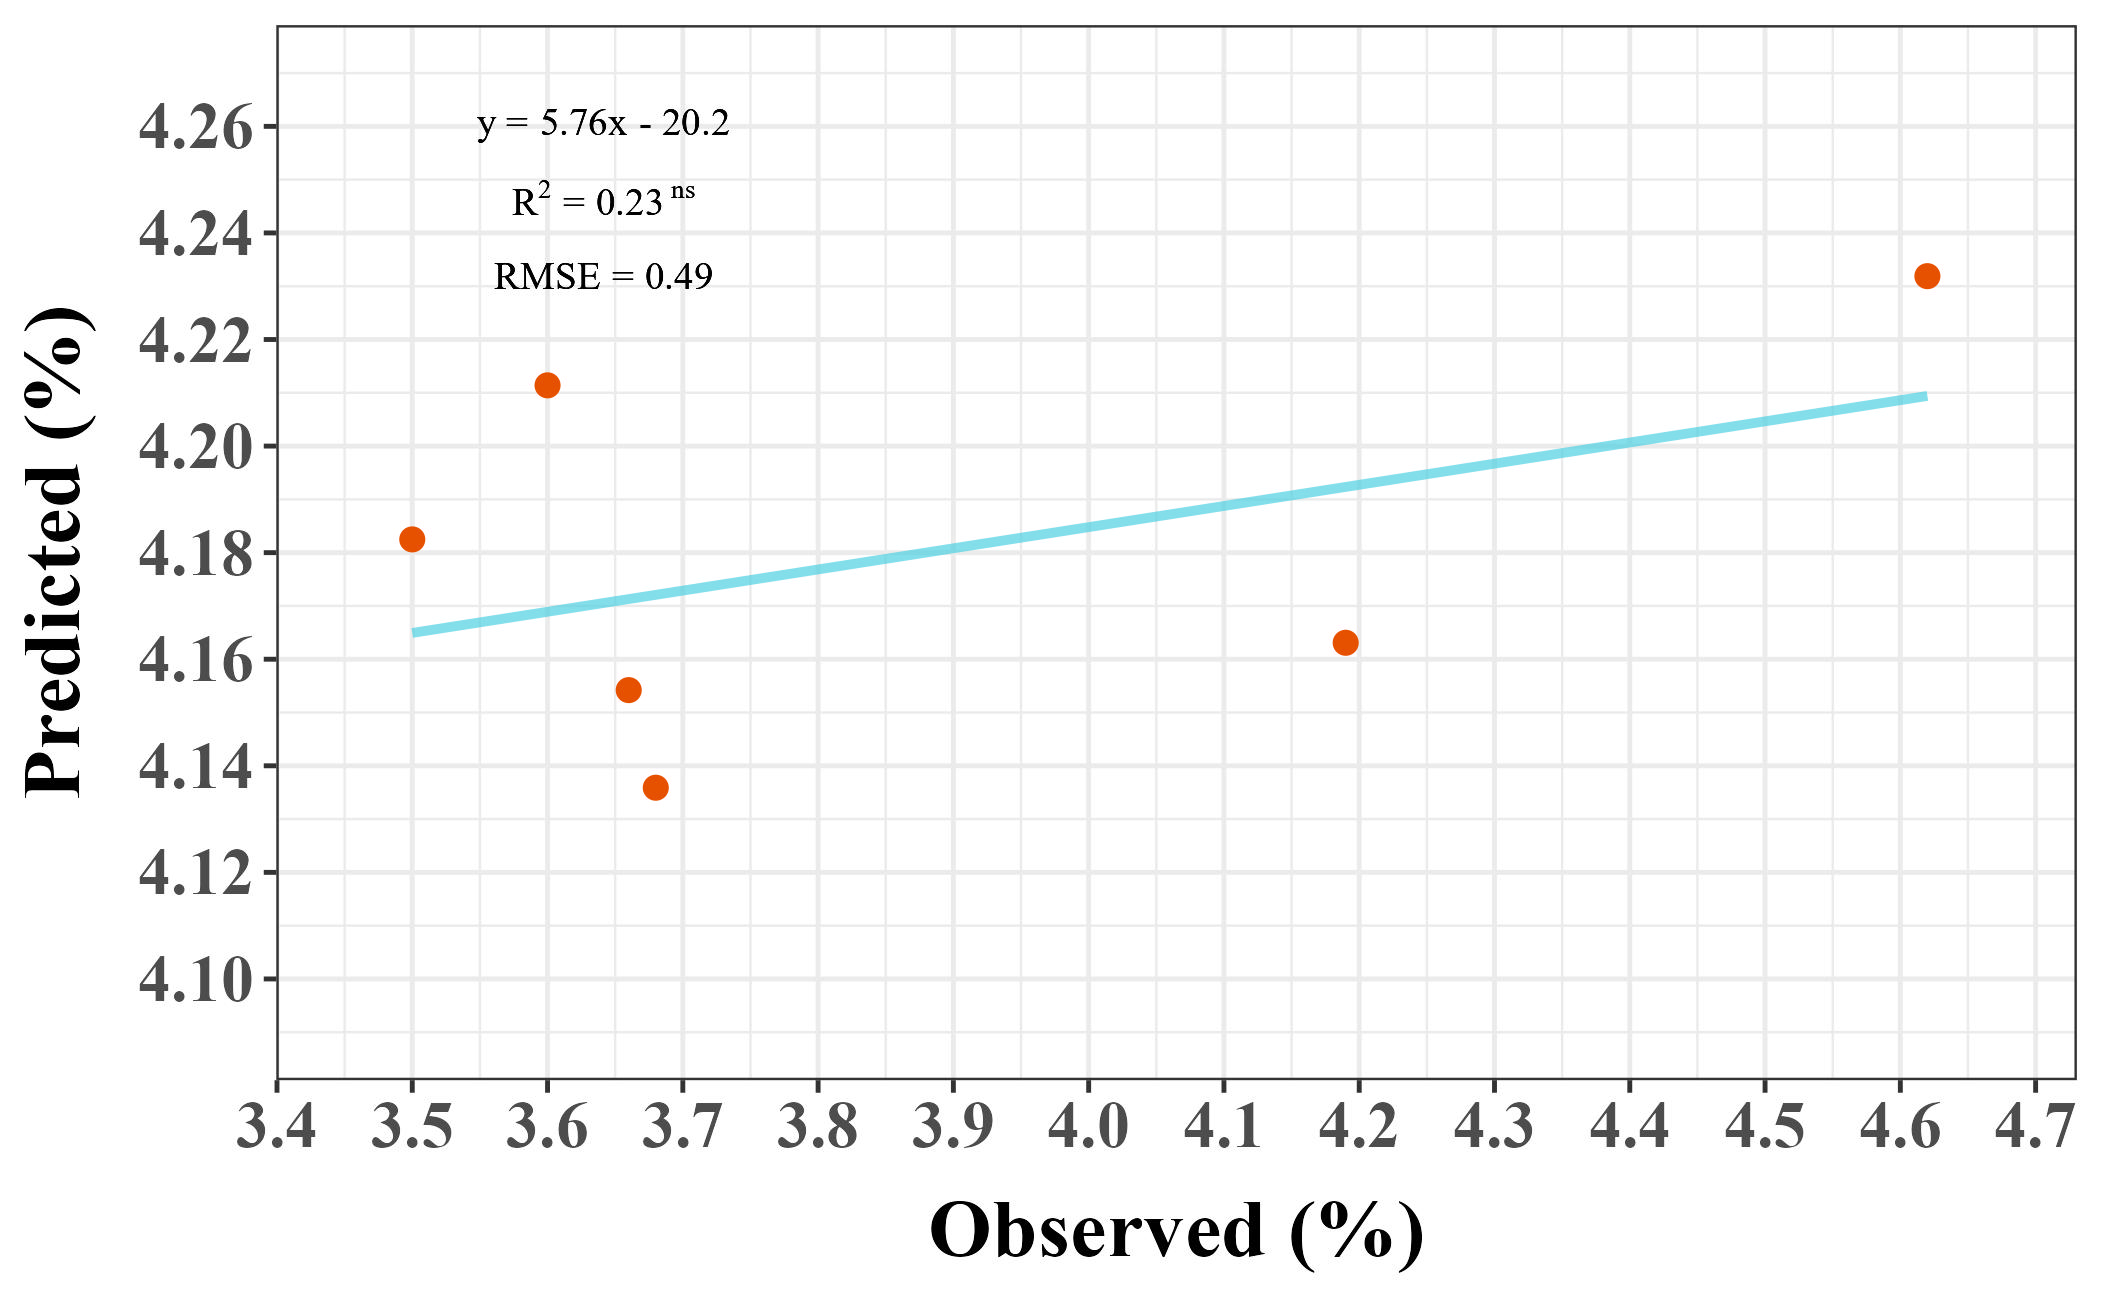 y = 5.76x - 20.2
R² = 0.23 ns
RMSE = 0.49
Predicted (%)
4.26
4.24
4.22
4.20
4.18
4.16
4.14
4.12
4.10
3.4 3.5 3.6 3.7 3.8 3.9 4.0 4.1 4.2 4.3 4.4 4.5 4.6 4.7
Observed (%)